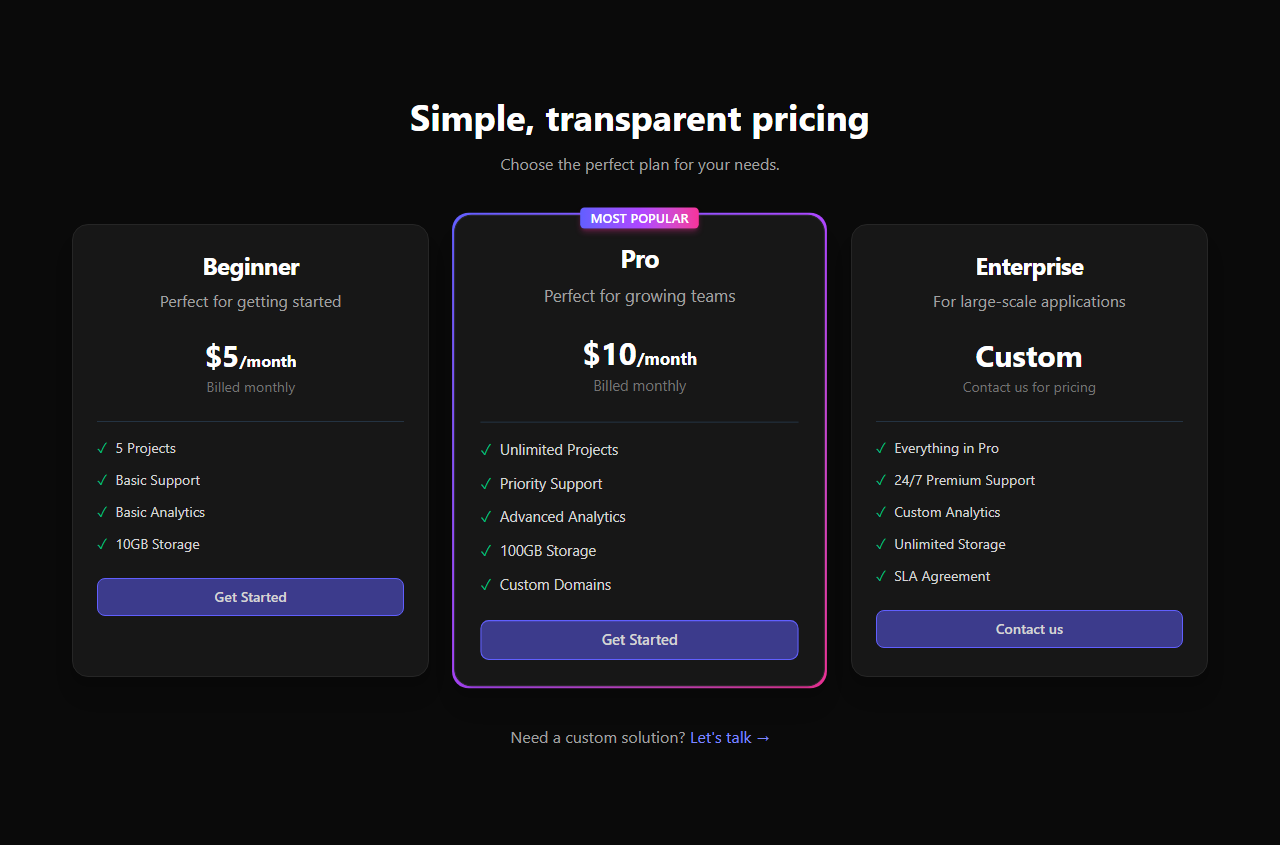 Simple, transparent pricing
Choose the perfect plan for your needs.
Beginner
Perfect for getting started
$5/month
Billed monthly
✓ 5 Projects
✓ Basic Support
✓ Basic Analytics
✓ 10GB Storage
Get Started
MOST POPULAR
Pro
Perfect for growing teams
$10/month
Billed monthly
✓ Unlimited Projects
✓ Priority Support
✓ Advanced Analytics
✓ 100GB Storage
✓ Custom Domains
Get Started
Enterprise
For large-scale applications
Custom
Contact us for pricing
✓ Everything in Pro
✓ 24/7 Premium Support
✓ Custom Analytics
✓ Unlimited Storage
✓ SLA Agreement
Contact us
Need a custom solution? Let's talk →